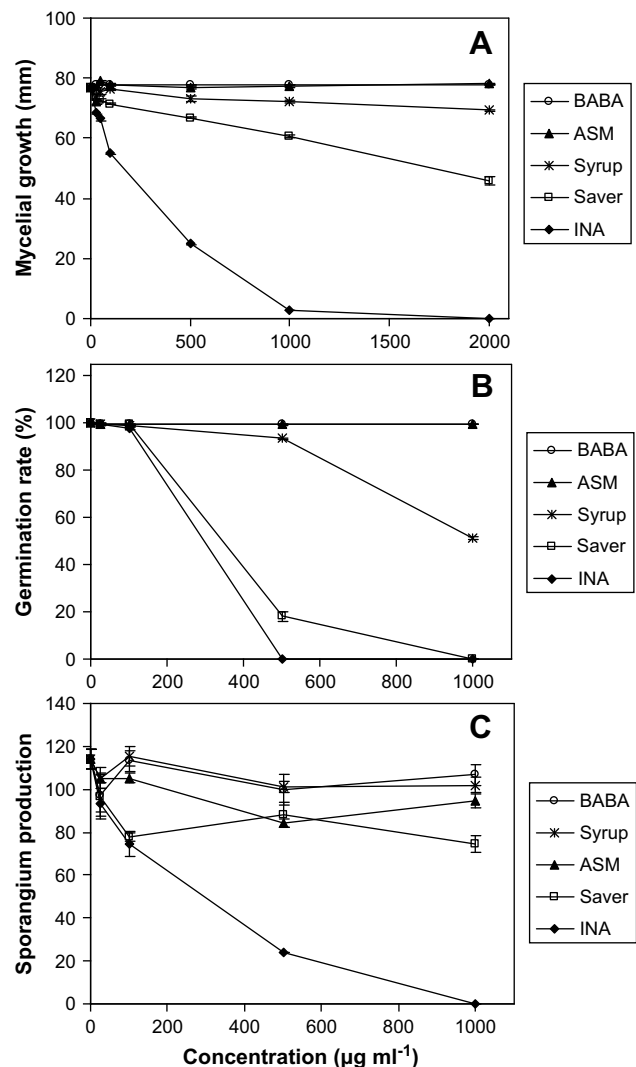 A
Mycelial growth (mm)
100
80
60
40
20
0
0 500 1000 1500 2000
BABA
ASM
Syrup
Saver
INA
B
Germination rate (%)
120
100
80
60
40
20
0
0 200 400 600 800 1000
BABA
ASM
Syrup
Saver
INA
C
Sporangium production
140
120
100
80
60
40
20
0
0 200 400 600 800 1000
BABA
Syrup
ASM
Saver
INA
Concentration (µg ml⁻¹)